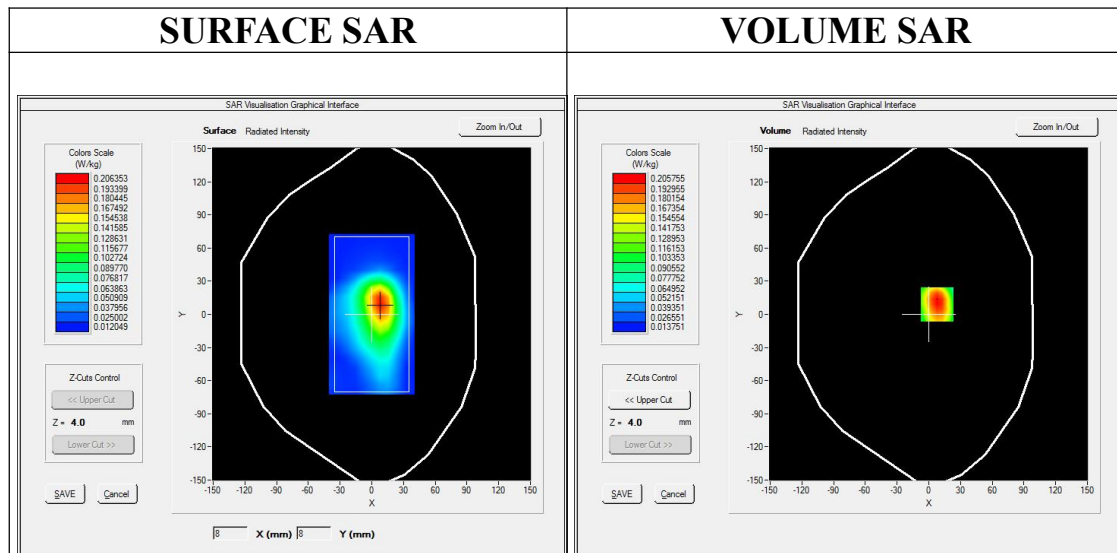 SURFACE SAR
VOLUME SAR
SAR Visualisation Graphical Interface
Surface Radiated Intensity
Zoom In/Out
Colors Scale
(W/kg)
0.206353
0.193399
0.180445
0.167492
0.154538
0.141585
0.128631
0.115677
0.102724
0.089770
0.076817
0.063863
0.050909
0.037956
0.025002
0.012049
Z-Cuts Control
<< Upper Cut
Z = 4.0 mm
Lower Cut >>
SAVE Cancel
150
120
90
60
30
0
-30
-60
-90
-120
-150
Y
-150 -120 -90 -60 -30 0 30 60 90 120 150
X
8 X (mm) 8 Y (mm)
SAR Visualisation Graphical Interface
Volume Radiated Intensity
Zoom In/Out
Colors Scale
(W/kg)
0.205755
0.192955
0.180154
0.167354
0.154554
0.141753
0.128953
0.116153
0.103353
0.090552
0.077752
0.064952
0.052151
0.039351
0.026551
0.013751
Z-Cuts Control
<< Upper Cut
Z = 4.0 mm
Lower Cut >>
SAVE Cancel
150
120
90
60
30
0
-30
-60
-90
-120
-150
Y
-150 -120 -90 -60 -30 0 30 60 90 120 150
X